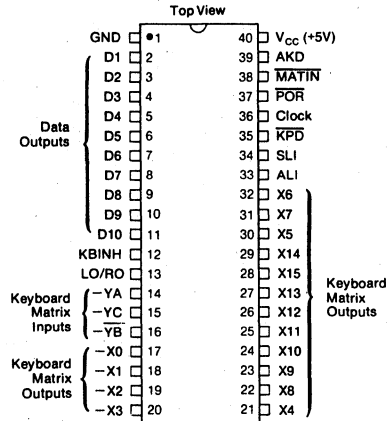 Top View
GND 1 40 VCC (+5V)
D1 2 39 AKD
D2 3 38 MATIN
D3 4 37 POR
D4 5 36 Clock
D5 6 35 KPD
D6 7 34 SLI
D7 8 33 ALI
D8 9 32 X6
D9 10 31 X7
D10 11 30 X5
KBINH 12 29 X14
LO/RO 13 28 X15
YA 14 27 X13
YC 15 26 X12
YB 16 25 X11
X0 17 24 X10
X1 18 23 X9
X2 19 22 X8
X3 20 21 X4
Data
Outputs
Keyboard
Matrix
Inputs
Keyboard
Matrix
Outputs
Keyboard
Matrix
Outputs